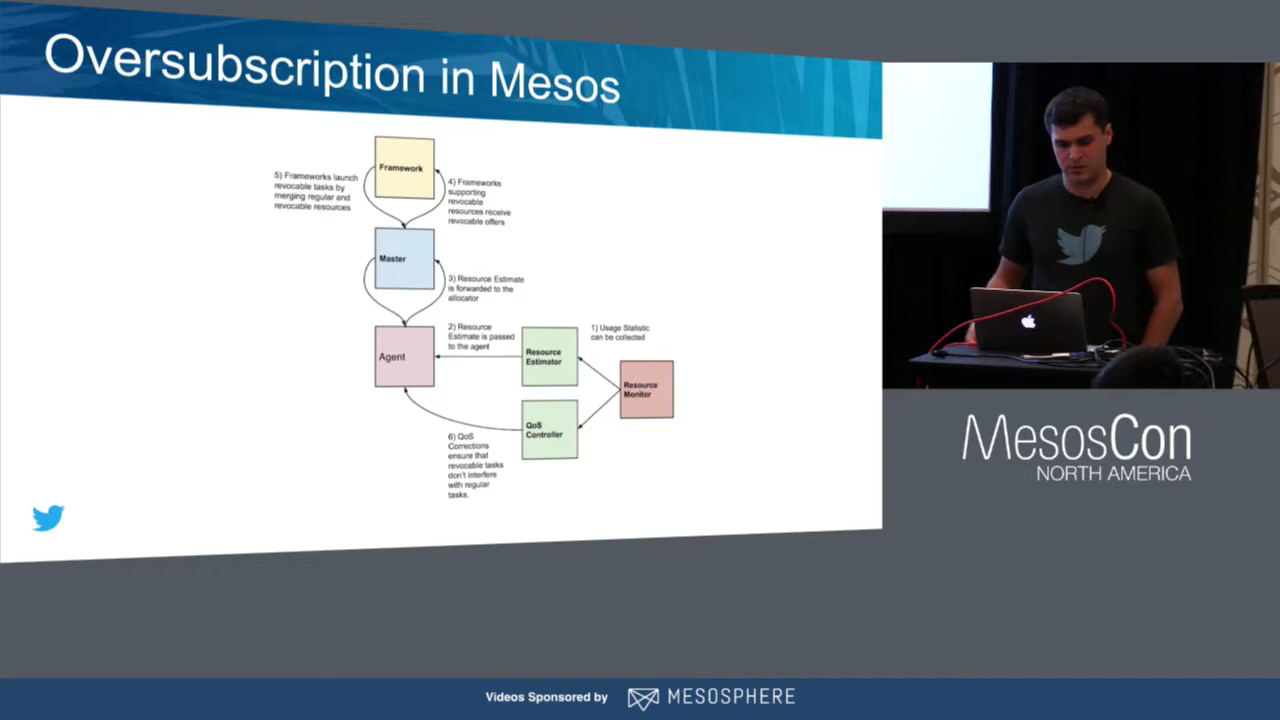 Oversubscription in Mesos
Framework
5) Frameworks launch
revocable tasks by
merging regular and
revocable resources
4) Frameworks
supporting
revocable
resources receive
revocable offers
Master
3) Resource Estimate
is forwarded to the
allocator
Agent
2) Resource
Estimate is passed
to the agent
Resource
Estimator
1) Usage Statistic
can be collected
Resource
Monitor
QoS
Controller
6) QoS
Corrections
ensure that
revocable tasks
don't interfere
with regular
tasks.
MesosCon
NORTH AMERICA
Videos Sponsored by
MESOSPHERE